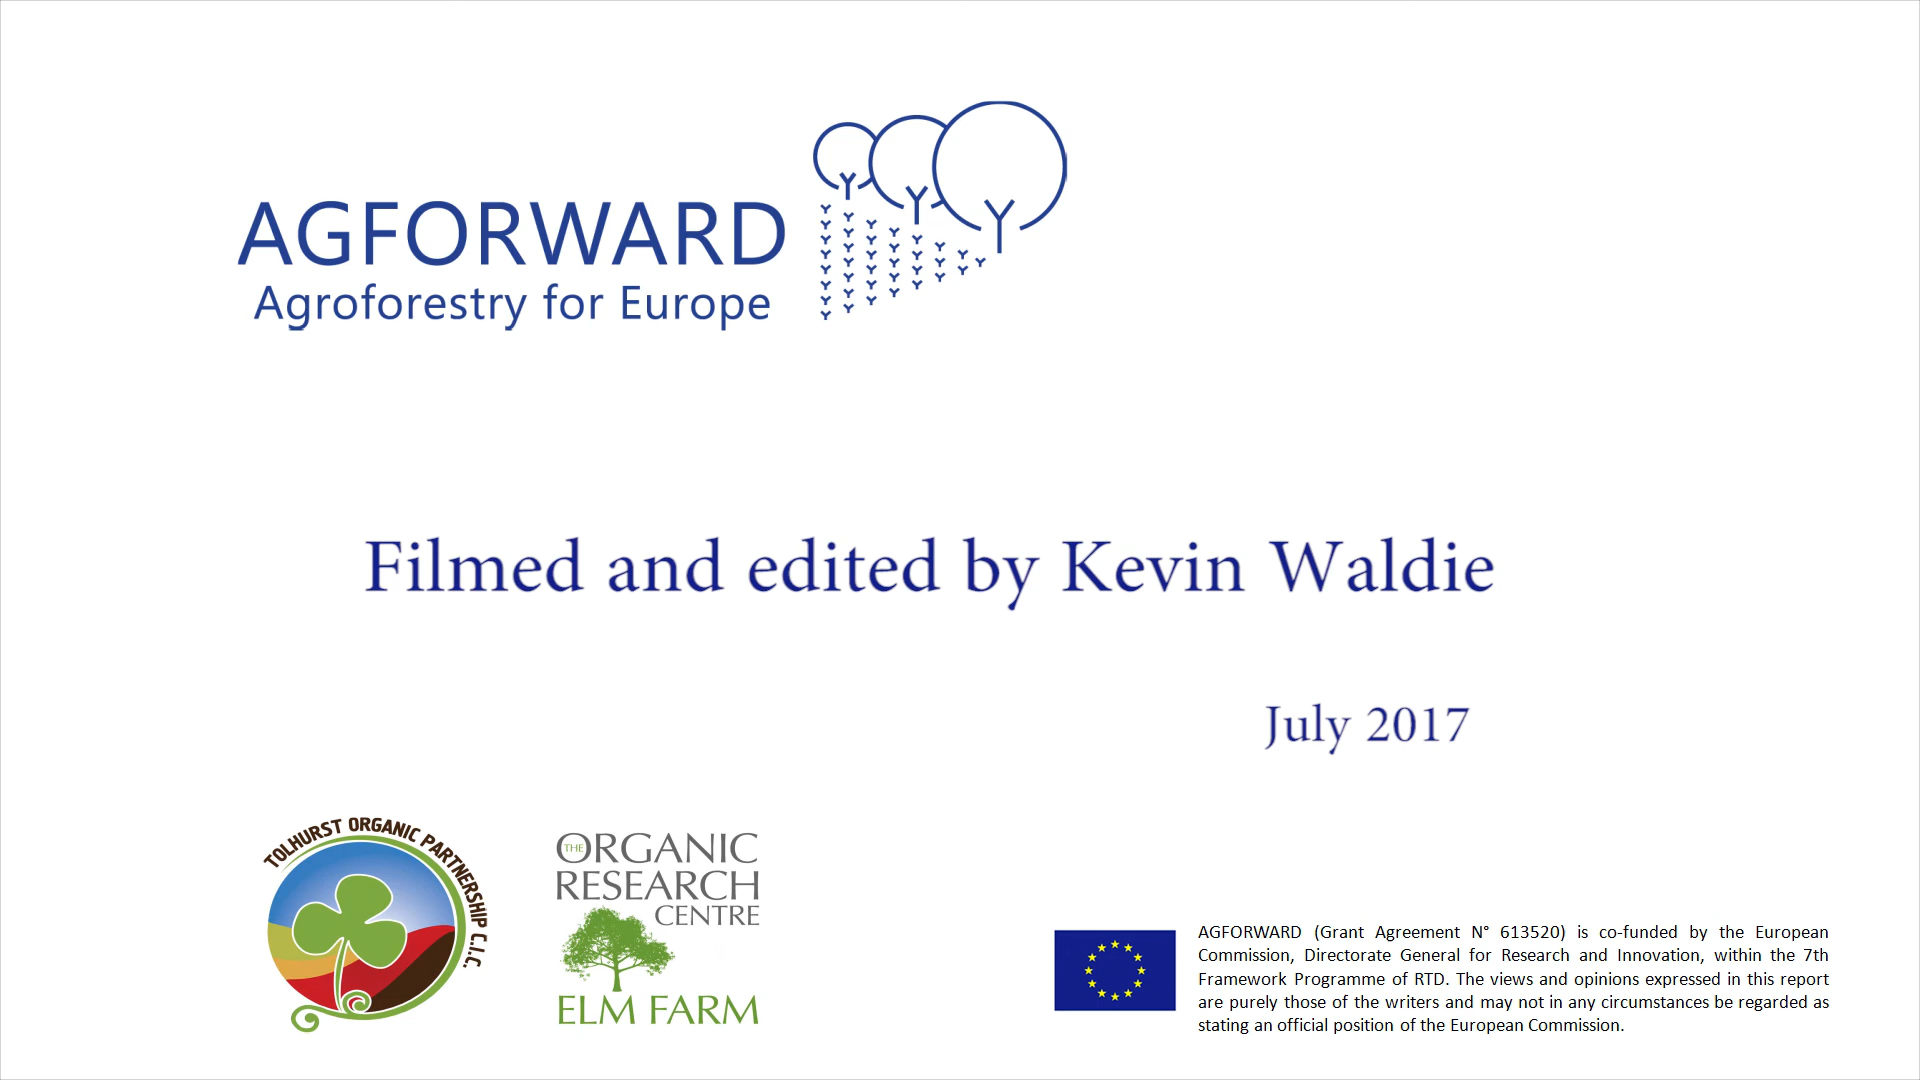 AGFORWARD
Agroforestry for Europe
Filmed and edited by Kevin Waldie
July 2017
TOLHURST ORGANIC PARTNERSHIP C.I.C.
THE ORGANIC
RESEARCH
CENTRE
ELM FARM
AGFORWARD (Grant Agreement N° 613520) is co-funded by the European
Commission, Directorate General for Research and Innovation, within the 7th
Framework Programme of RTD. The views and opinions expressed in this report
are purely those of the writers and may not in any circumstances be regarded as
stating an official position of the European Commission.